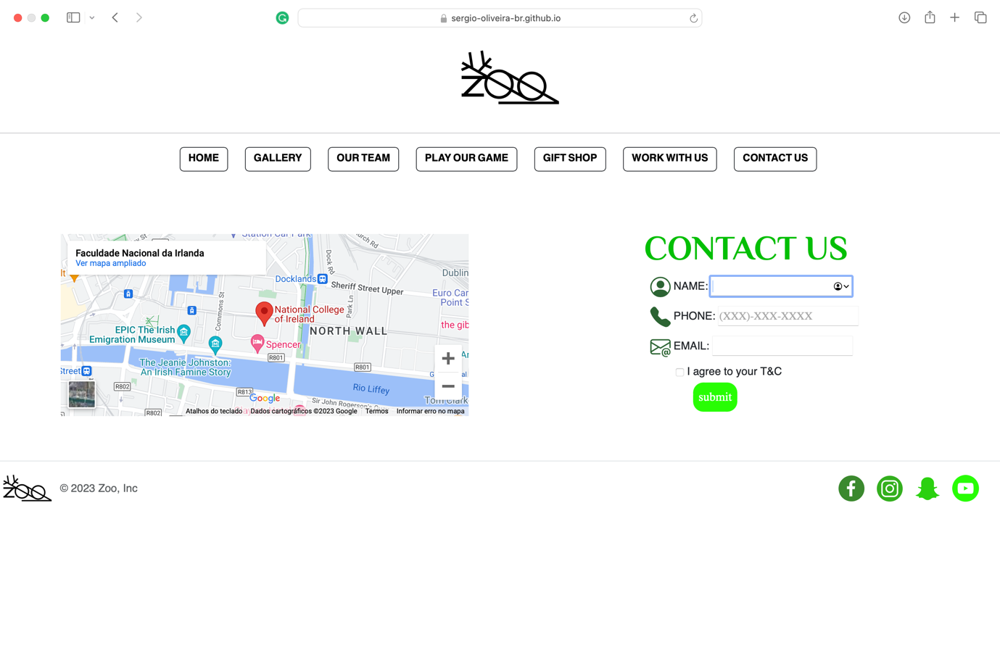 sergio-oliveira-br.github.io
ZOO
HOME
GALLERY
OUR TEAM
PLAY OUR GAME
GIFT SHOP
WORK WITH US
CONTACT US
Faculdade Nacional da Irlanda
Ver mapa ampliado
Station Car Park
Docklands
Sheriff Street Upper
Dock Rd
Park Ln
Commons St
Dublin
Euro Car
Point S
National College
of Ireland
NORTH WALL
the gib
EPIC The Irish
Emigration Museum
Spencer
R801
The Jeanie Johnston:
An Irish Famine Story
R801
Street
R802
R813
Rio Liffey
Google
Sir John Rogerson's
R802
Atalhos do teclado
Dados cartográficos ©2023 Google
Termos
Informar erro no mapa
CONTACT US
NAME:
PHONE: (XXX)-XXX-XXXX
EMAIL:
I agree to your T&C
submit
ZOO
© 2023 Zoo, Inc